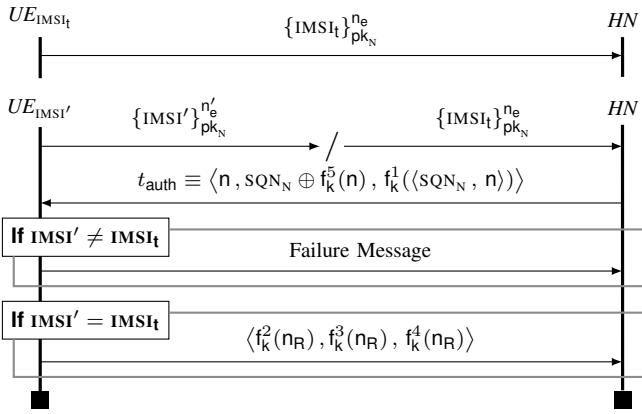 UE_IMSI_t HN
{IMSI_t}^{n_e}_{pk_N}
UE_IMSI′ HN
{IMSI′}^{n′_e}_{pk_N} / {IMSI_t}^{n_e}_{pk_N}
t_auth ≡ ⟨n , SQN_N ⊕ f^5_k(n) , f^1_k(⟨SQN_N , n⟩)⟩
If IMSI′ ≠ IMSI_t
Failure Message
If IMSI′ = IMSI_t
⟨f^2_k(n_R) , f^3_k(n_R) , f^4_k(n_R)⟩